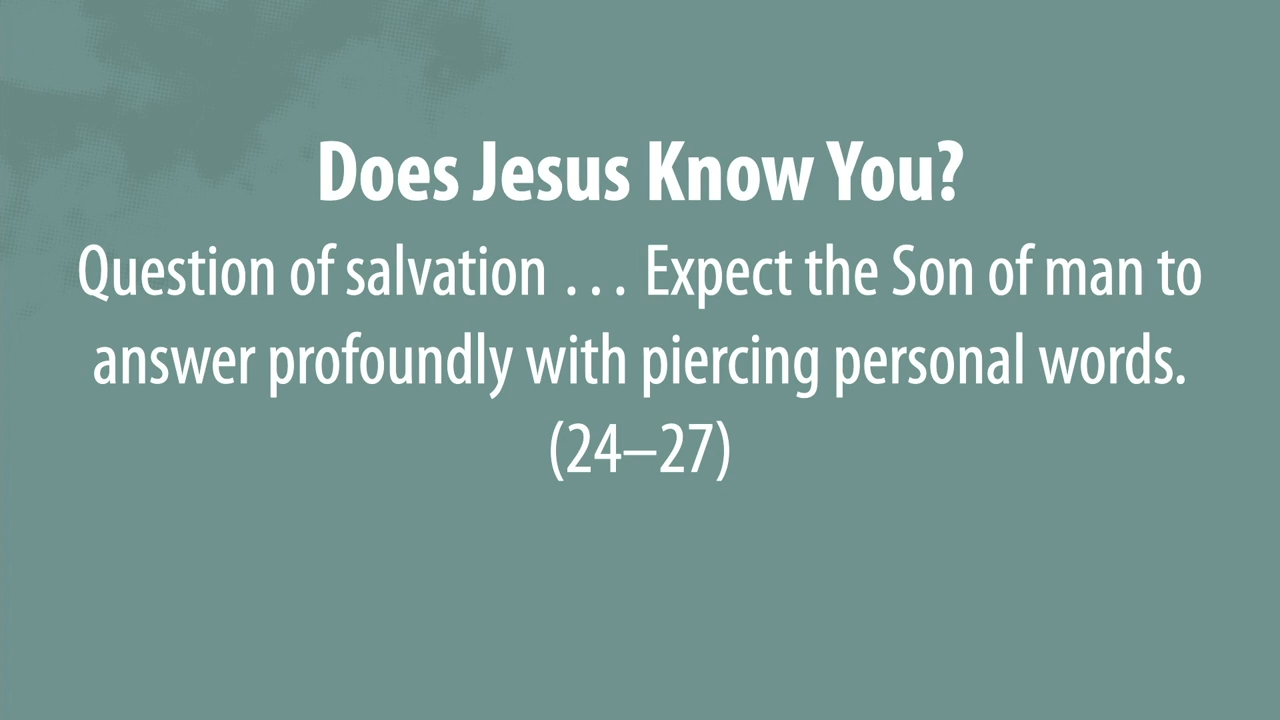 Does Jesus Know You?
Question of salvation . . . Expect the Son of man to
answer profoundly with piercing personal words.
(24–27)